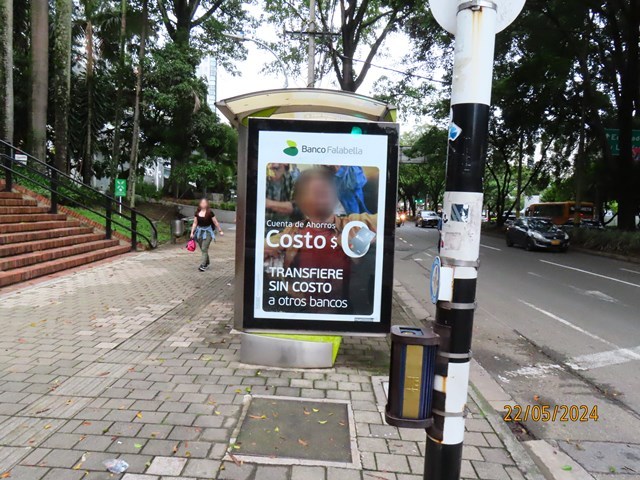 Banco Falabella
Cuenta de Ahorros
Costo $0
TRANSFIERE
SIN COSTO
a otros bancos
22/05/2024